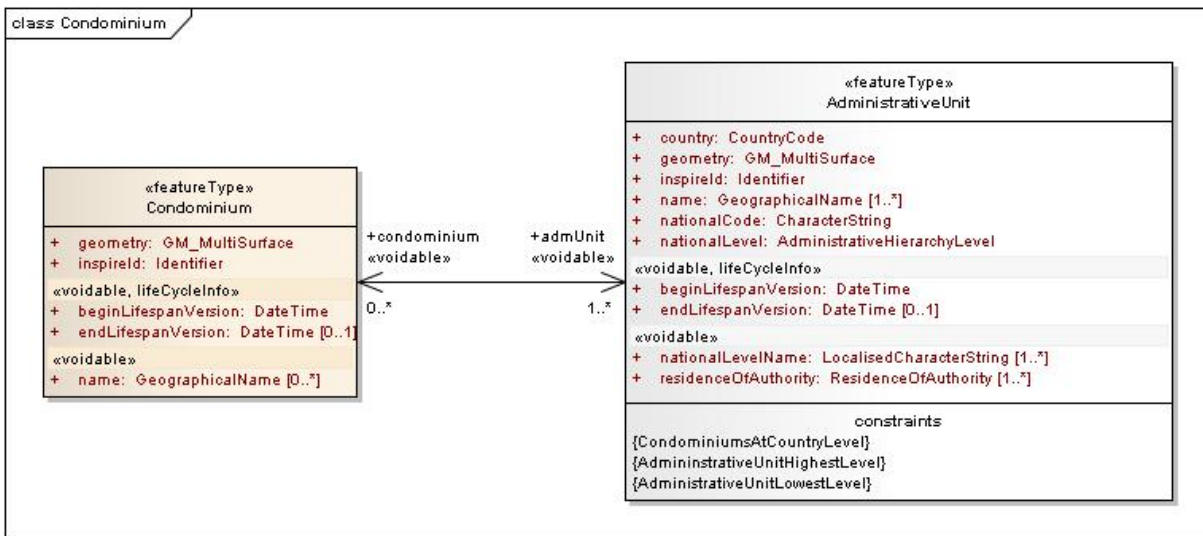 class Condominium
«featureType»
Condominium
+ geometry: GM_MultiSurface
+ inspireId: Identifier
«voidable, lifeCycleInfo»
+ beginLifespanVersion: DateTime
+ endLifespanVersion: DateTime [0..1]
«voidable»
+ name: GeographicalName [0..*]
+condominium
«voidable»
0..*
+admUnit
«voidable»
1..*
«featureType»
AdministrativeUnit
+ country: CountryCode
+ geometry: GM_MultiSurface
+ inspireId: Identifier
+ name: GeographicalName [1..*]
+ nationalCode: CharacterString
+ nationalLevel: AdministrativeHierarchyLevel
«voidable, lifeCycleInfo»
+ beginLifespanVersion: DateTime
+ endLifespanVersion: DateTime [0..1]
«voidable»
+ nationalLevelName: LocalisedCharacterString [1..*]
+ residenceOfAuthority: ResidenceOfAuthority [1..*]
constraints
{CondominiumsAtCountryLevel}
{AdmininstrativeUnitHighestLevel}
{AdministrativeUnitLowestLevel}